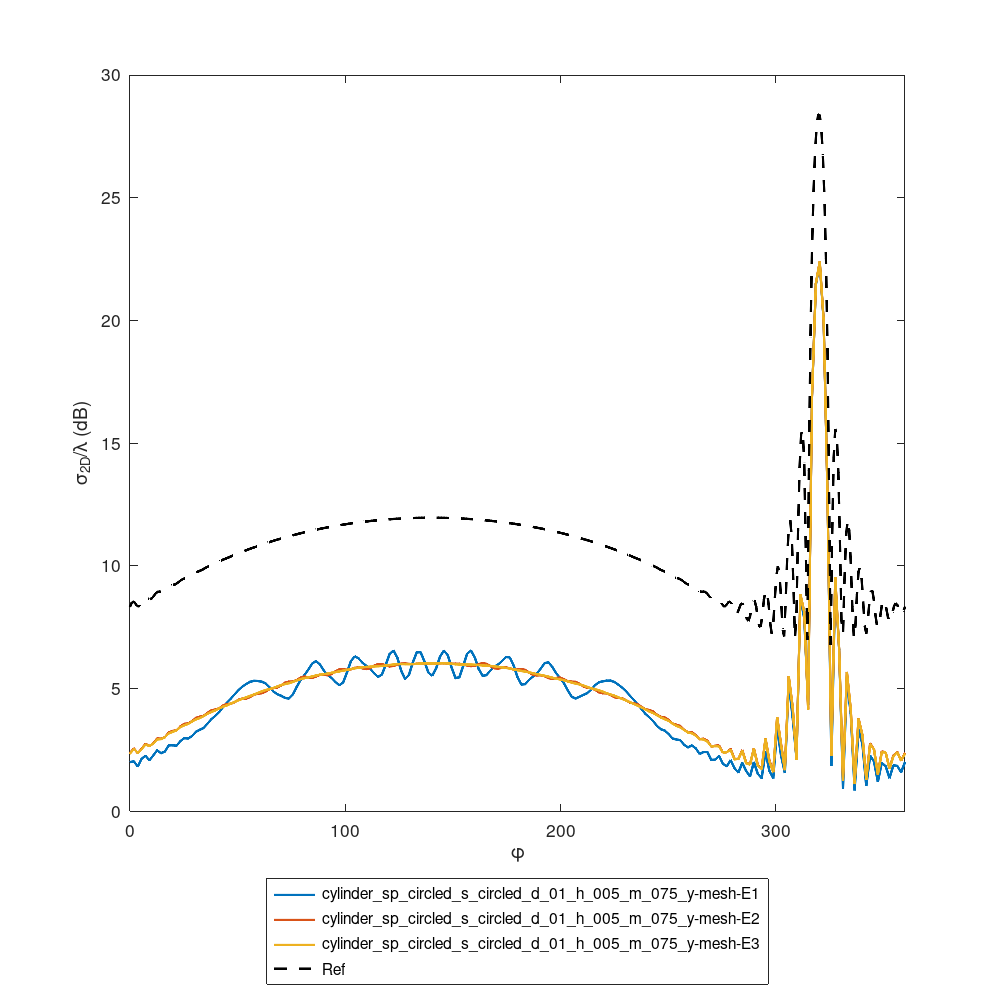 30
25
20
15
10
5
0
σ2D/λ (dB)
0 100 200 300
φ
cylinder_sp_circled_s_circled_d_01_h_005_m_075_y-mesh-E1
cylinder_sp_circled_s_circled_d_01_h_005_m_075_y-mesh-E2
cylinder_sp_circled_s_circled_d_01_h_005_m_075_y-mesh-E3
Ref